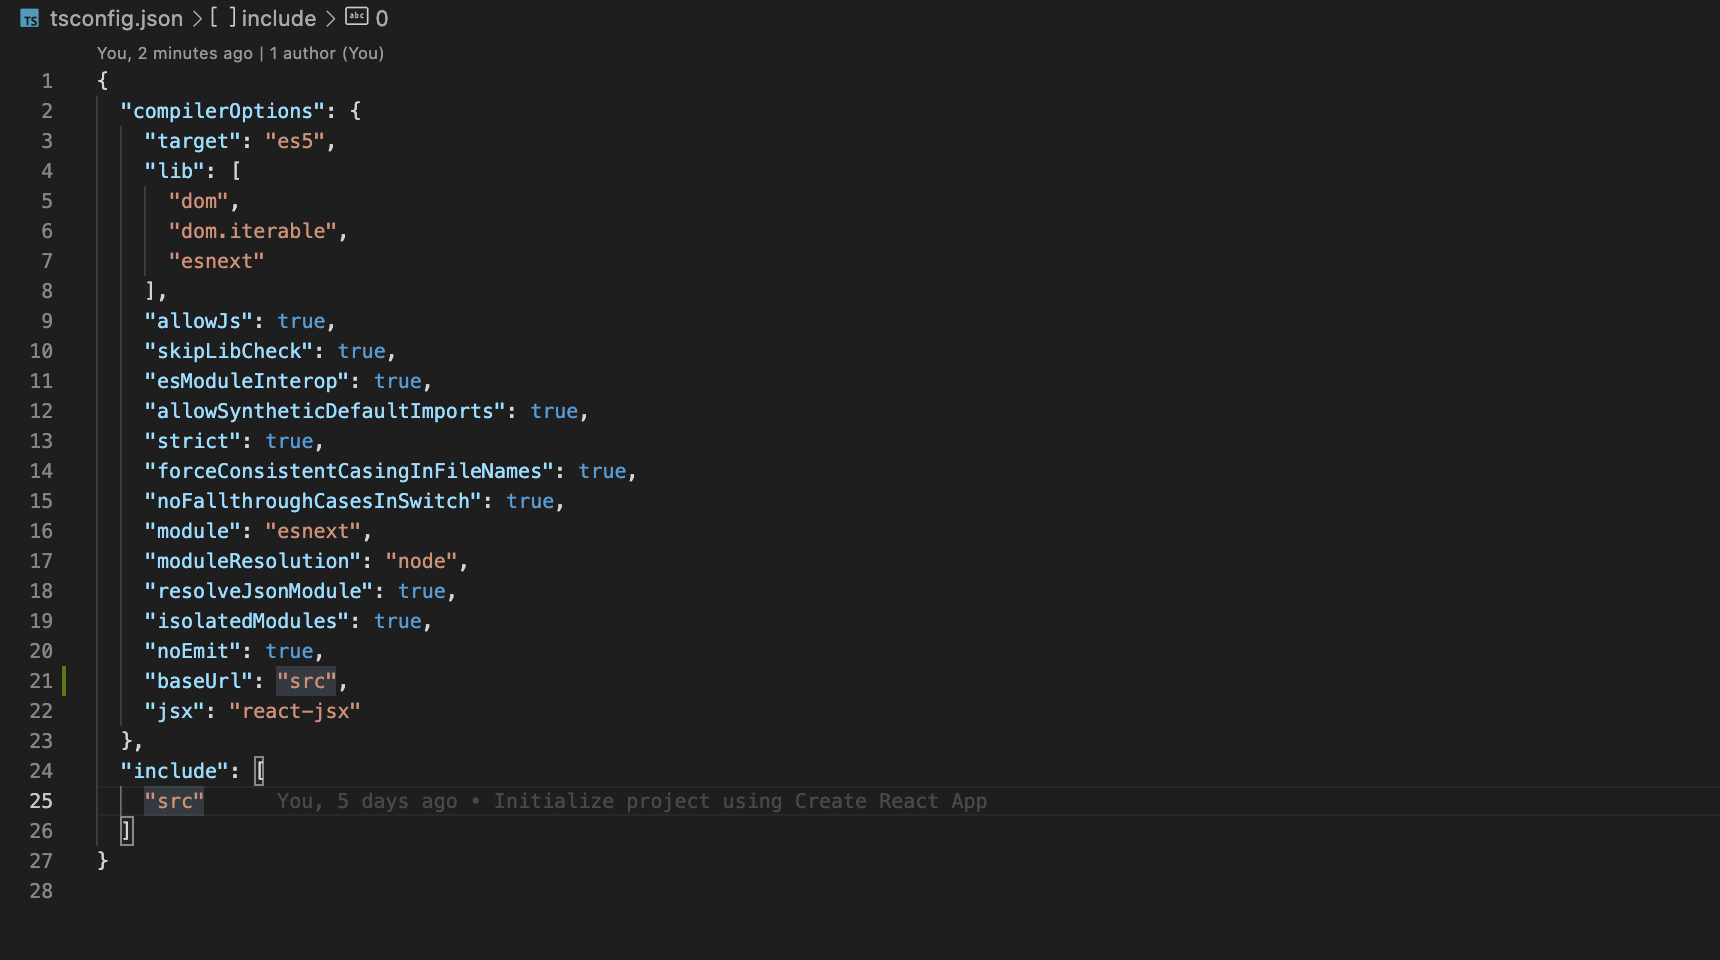 TS tsconfig.json > [ ] include > abc 0
You, 2 minutes ago | 1 author (You)
1 {
2 "compilerOptions": {
3 "target": "es5",
4 "lib": [
5 "dom",
6 "dom.iterable",
7 "esnext"
8 ],
9 "allowJs": true,
10 "skipLibCheck": true,
11 "esModuleInterop": true,
12 "allowSyntheticDefaultImports": true,
13 "strict": true,
14 "forceConsistentCasingInFileNames": true,
15 "noFallthroughCasesInSwitch": true,
16 "module": "esnext",
17 "moduleResolution": "node",
18 "resolveJsonModule": true,
19 "isolatedModules": true,
20 "noEmit": true,
21 "baseUrl": "src",
22 "jsx": "react-jsx"
23 },
24 "include": [
25 "src" You, 5 days ago • Initialize project using Create React App
26 ]
27 }
28